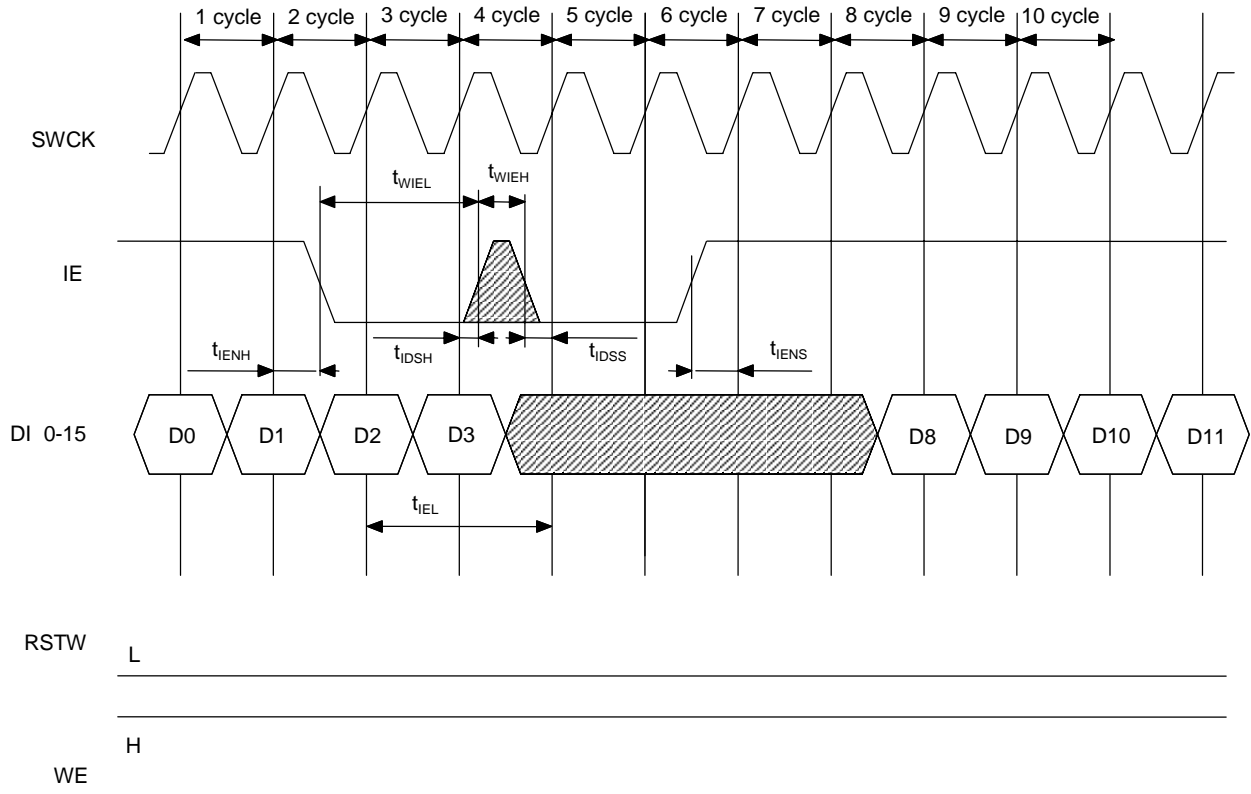 1 cycle 2 cycle 3 cycle 4 cycle 5 cycle 6 cycle 7 cycle 8 cycle 9 cycle 10 cycle
SWCK
tWIEL tWIEH
IE
tIENH tIDSH tIDSS tIENS
DI 0-15 D0 D1 D2 D3 D8 D9 D10 D11
tIEL
RSTW L
H
WE